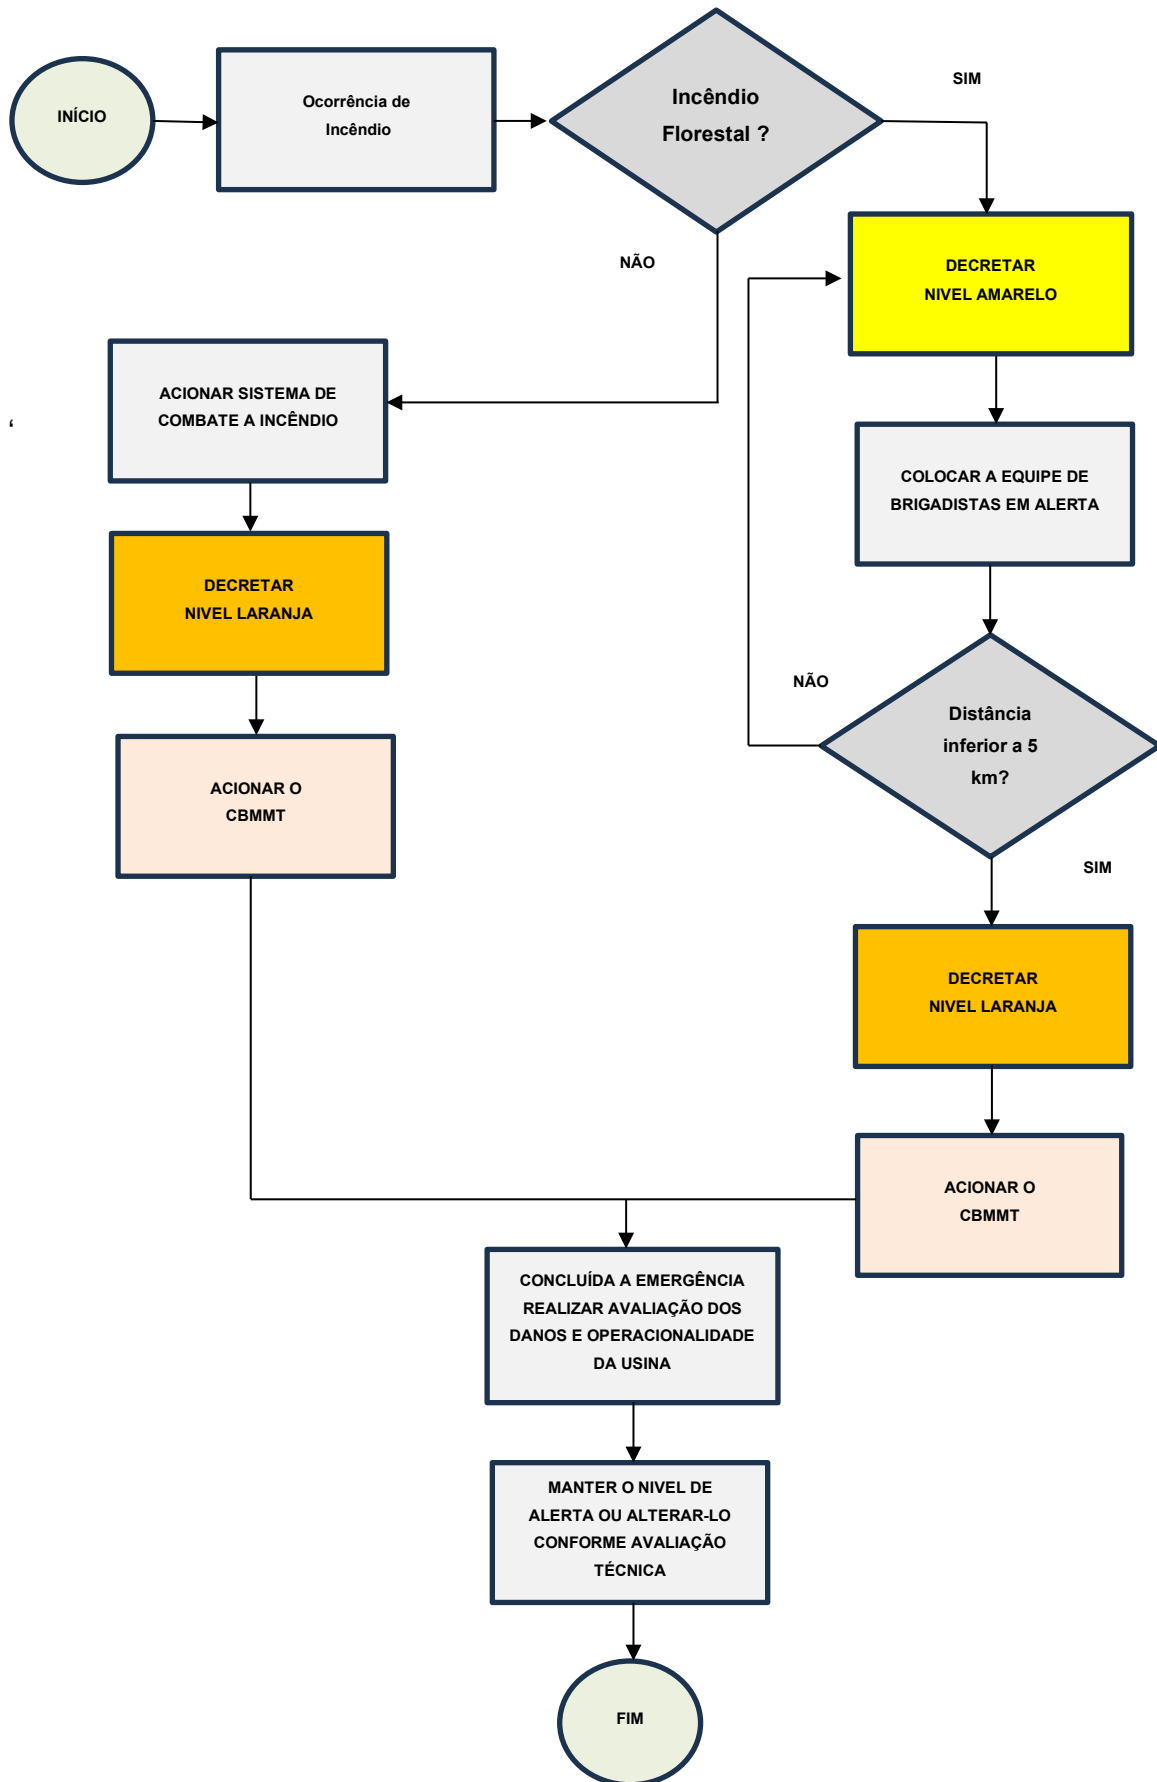 INÍCIO
Ocorrência de
Incêndio
Incêndio
Florestal ?
SIM
NÃO
DECRETAR
NIVEL AMARELO
ACIONAR SISTEMA DE
COMBATE A INCÊNDIO
‘
COLOCAR A EQUIPE DE
BRIGADISTAS EM ALERTA
DECRETAR
NIVEL LARANJA
NÃO
Distância
inferior a 5
km?
ACIONAR O
CBMMT
SIM
DECRETAR
NIVEL LARANJA
ACIONAR O
CBMMT
CONCLUÍDA A EMERGÊNCIA
REALIZAR AVALIAÇÃO DOS
DANOS E OPERACIONALIDADE
DA USINA
MANTER O NIVEL DE
ALERTA OU ALTERAR-LO
CONFORME AVALIAÇÃO
TÉCNICA
FIM